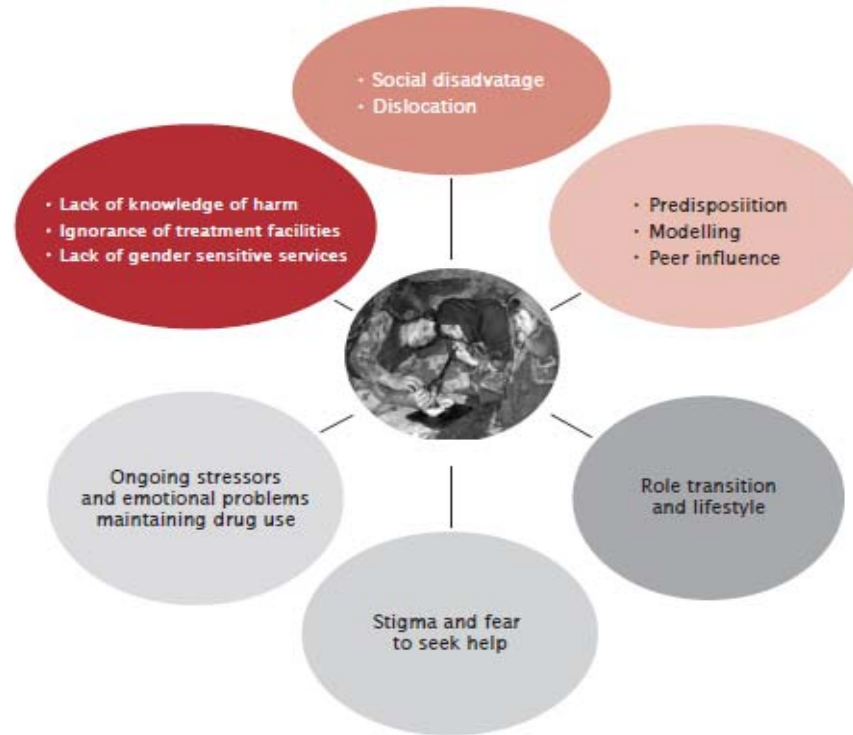 · Social disadvatage
· Dislocation
· Lack of knowledge of harm
· Ignorance of treatment facilities
· Lack of gender sensitive services
· Predisposiition
· Modelling
· Peer influence
Ongoing stressors
and emotional problems
maintaining drug use
Role transition
and lifestyle
Stigma and fear
to seek help